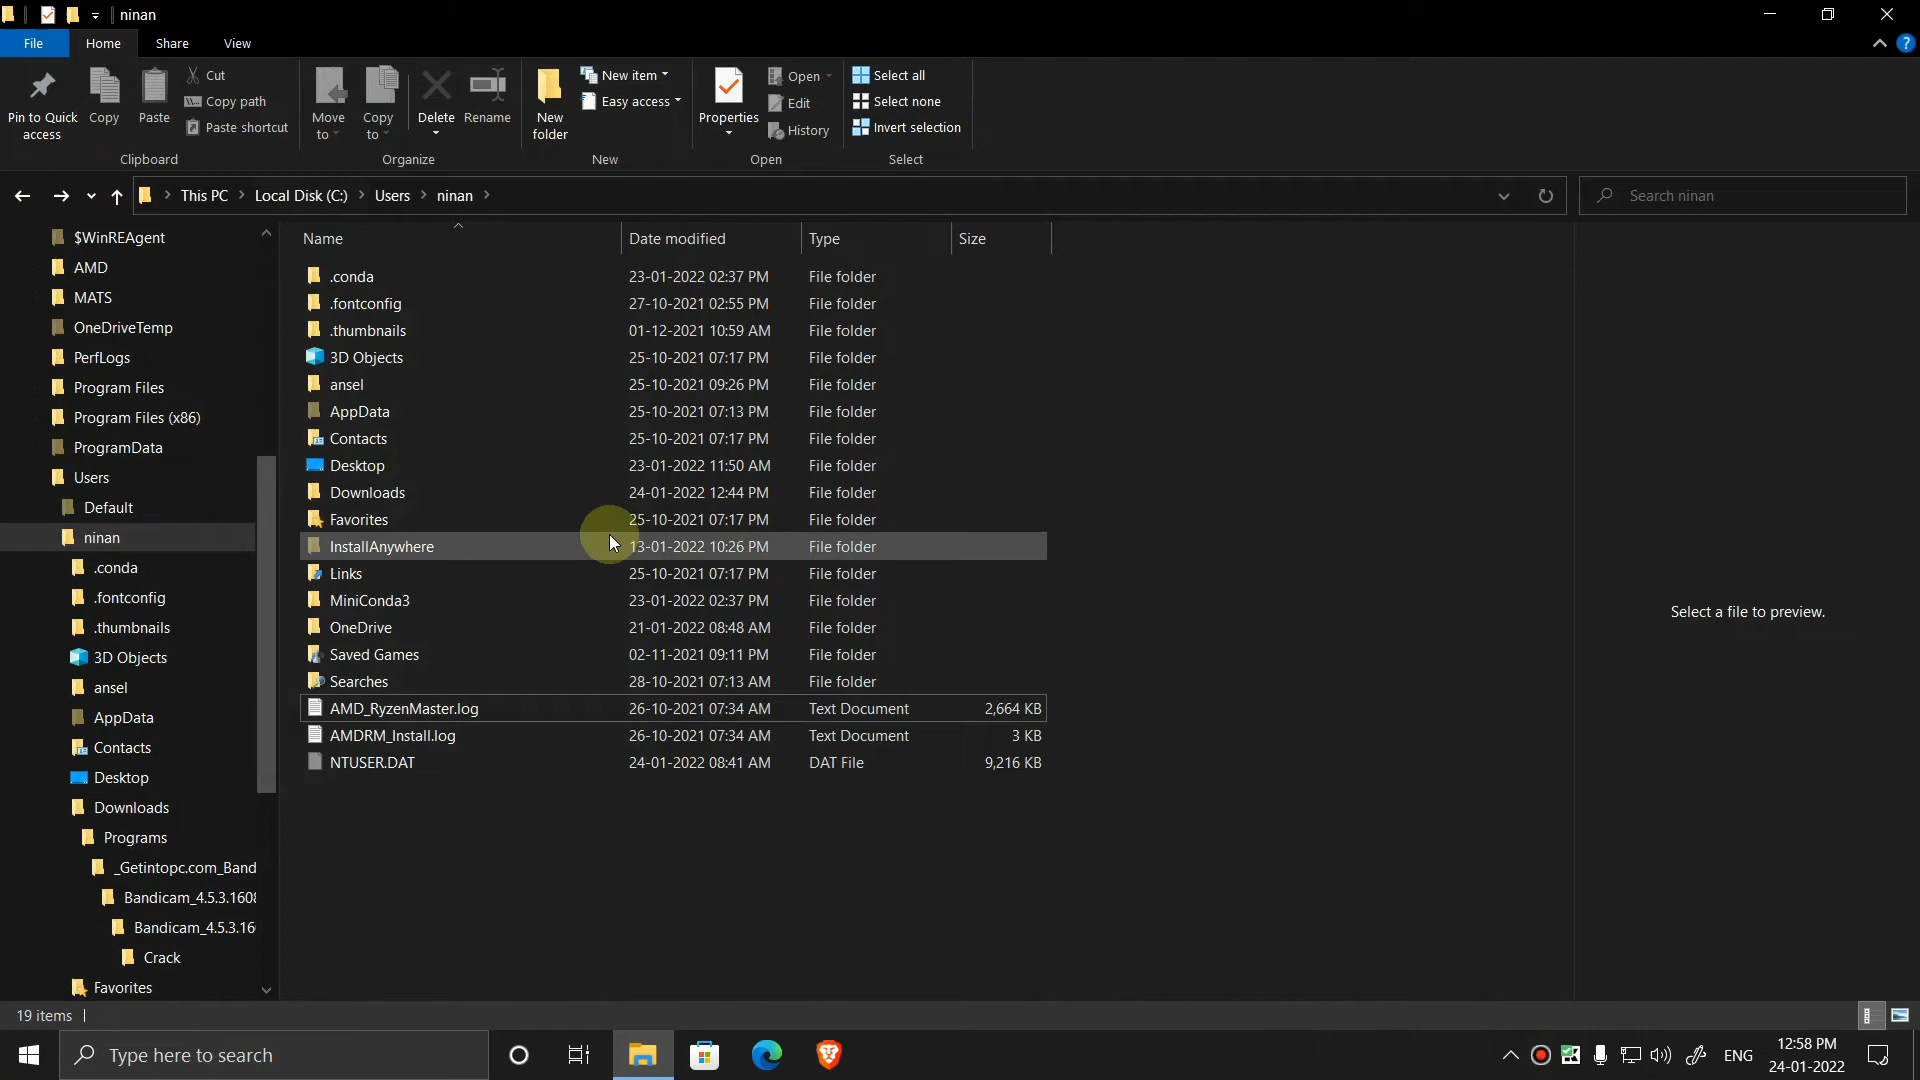 ninan
File
Home
Share
View
Pin to Quick access
Copy
Paste
Cut
Copy path
Paste shortcut
Clipboard
Move to
Copy to
Delete
Rename
Organize
New folder
New item
Easy access
New
Properties
Open
Edit
History
Open
Select all
Select none
Invert selection
Select
This PC
Local Disk (C:)
Users
ninan
Search ninan
$WinREAgent
AMD
MATS
OneDriveTemp
PerfLogs
Program Files
Program Files (x86)
ProgramData
Users
Default
ninan
.conda
.fontconfig
.thumbnails
3D Objects
ansel
AppData
Contacts
Desktop
Downloads
Programs
_Getintopc.com_Band
Bandicam_4.5.3.1608
Bandicam_4.5.3.16
Crack
Favorites
Name Date modified Type Size
.conda 23-01-2022 02:37 PM File folder
.fontconfig 27-10-2021 02:55 PM File folder
.thumbnails 01-12-2021 10:59 AM File folder
3D Objects 25-10-2021 07:17 PM File folder
ansel 25-10-2021 09:26 PM File folder
AppData 25-10-2021 07:13 PM File folder
Contacts 25-10-2021 07:17 PM File folder
Desktop 23-01-2022 11:50 AM File folder
Downloads 24-01-2022 12:44 PM File folder
Favorites 25-10-2021 07:17 PM File folder
InstallAnywhere 13-01-2022 10:26 PM File folder
Links 25-10-2021 07:17 PM File folder
MiniConda3 23-01-2022 02:37 PM File folder
OneDrive 21-01-2022 08:48 AM File folder
Saved Games 02-11-2021 09:11 PM File folder
Searches 28-10-2021 07:13 AM File folder
AMD_RyzenMaster.log 26-10-2021 07:34 AM Text Document 2,664 KB
AMDRM_Install.log 26-10-2021 07:34 AM Text Document 3 KB
NTUSER.DAT 24-01-2022 08:41 AM DAT File 9,216 KB
Select a file to preview.
19 items
Type here to search
ENG
12:58 PM
24-01-2022